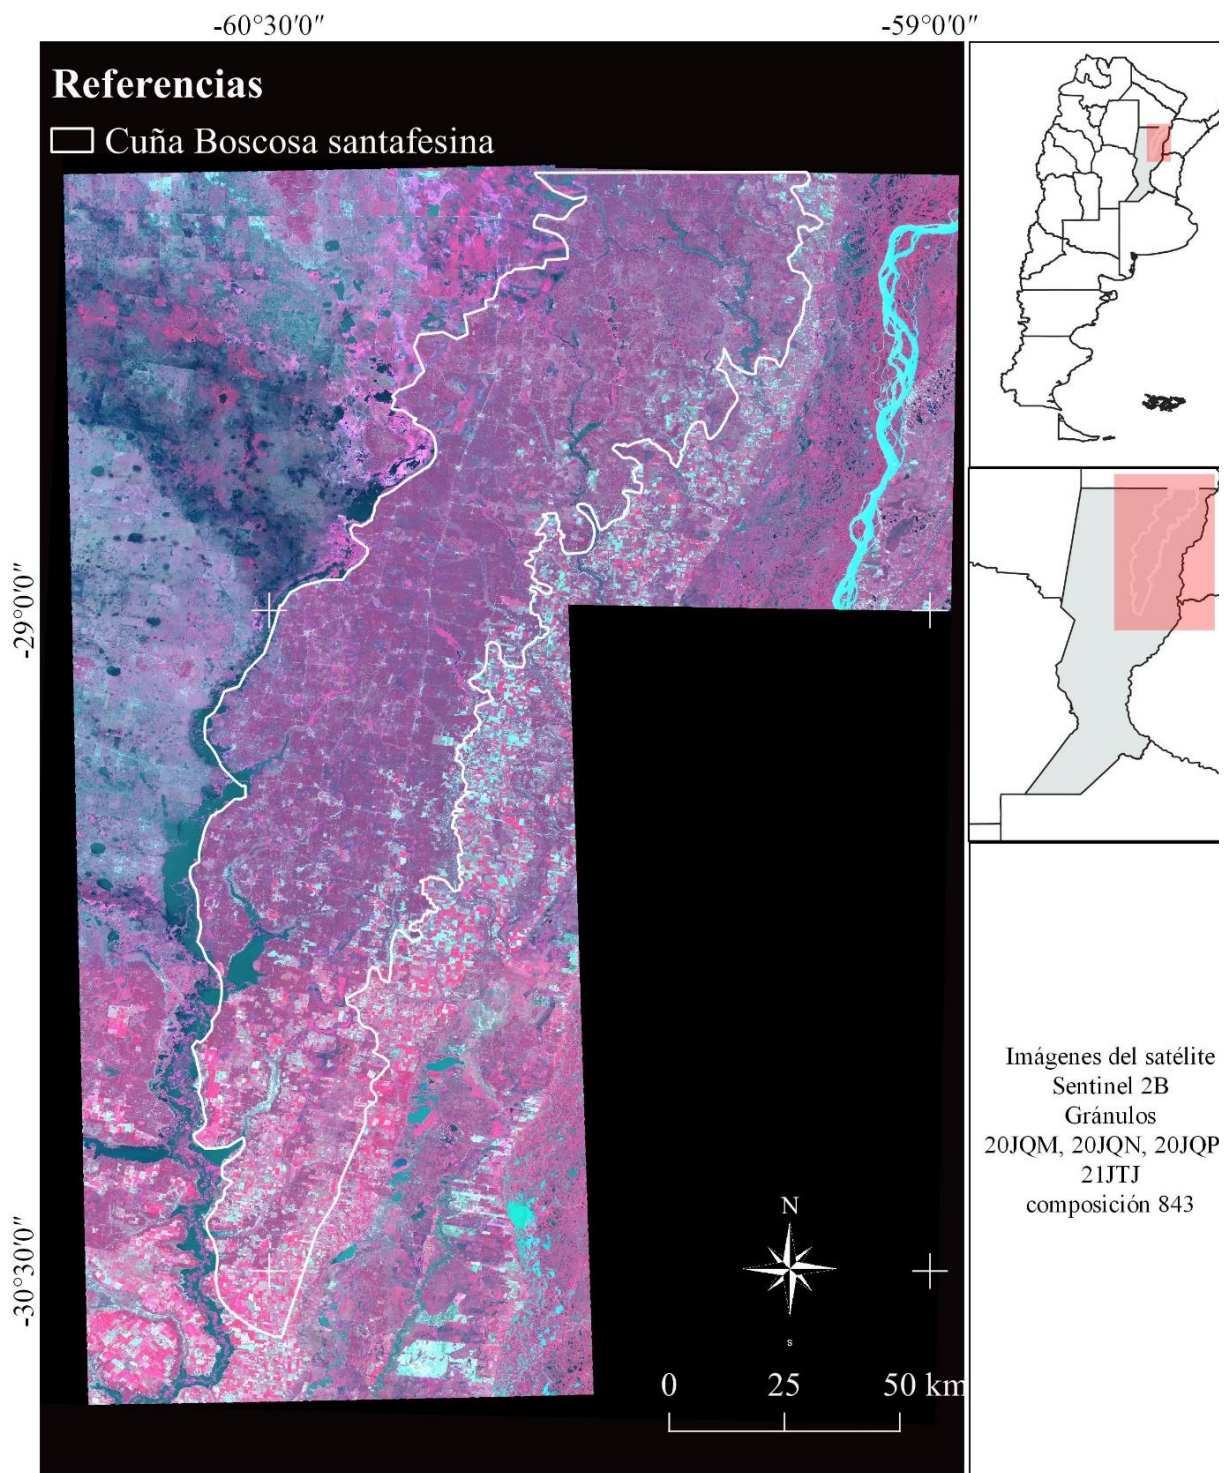 -60°30'0"
-59°0'0"
Referencias
Cuña Boscosa santafesina
-29°0'0"
-30°30'0"
N
s
0 25 50 km
Imágenes del satélite
Sentinel 2B
Gránulos
20JQM, 20JQN, 20JQP
21JTJ
composición 843